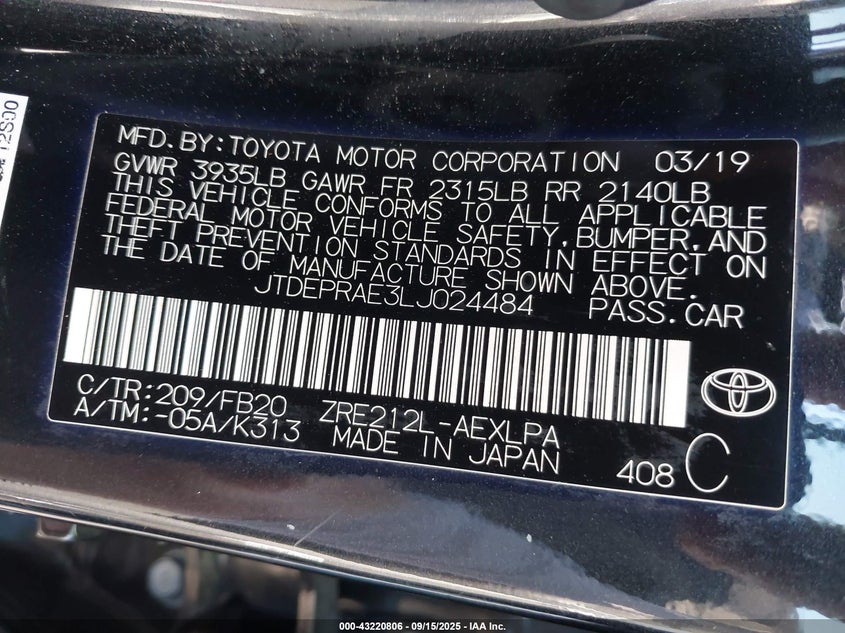 MFD.BY:TOYOTA MOTOR CORPORATION 03/19
GVWR 3935LB GAWR FR 2315LB RR 2140LB
THIS VEHICLE CONFORMS TO ALL APPLICABLE
FEDERAL MOTOR VEHICLE SAFETY,BUMPER,AND
THEFT PREVENTION STANDARDS IN EFFECT ON
THE DATE OF MANUFACTURE SHOWN ABOVE.
JTDEPRAE3LJ024484 PASS.CAR
C/TR:209/FB20 ZRE212L-AEXLPA
A/TM:-05A/K313 MADE IN JAPAN
408 C
000-43220806 - 09/15/2025 - IAA Inc.